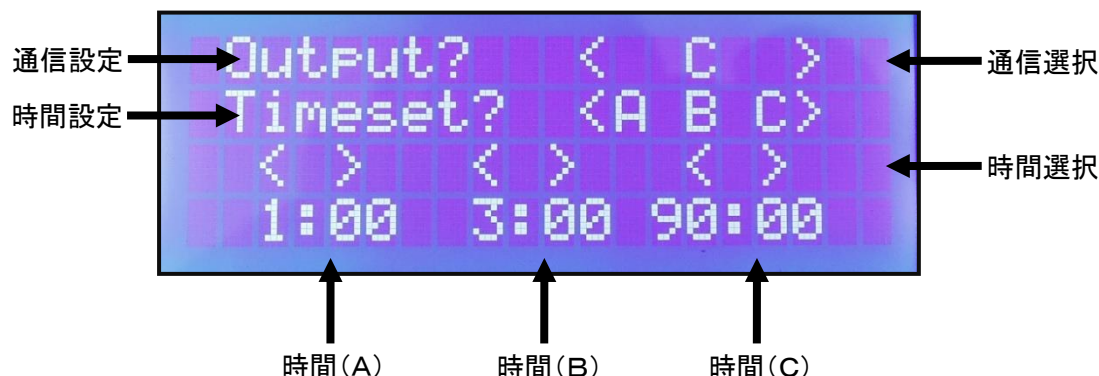 通信設定
Output? < C >
通信選択
時間設定
Timeset? <A B C>
< > < > < >
時間選択
1:00 3:00 90:00
時間(A) 時間(B) 時間(C)